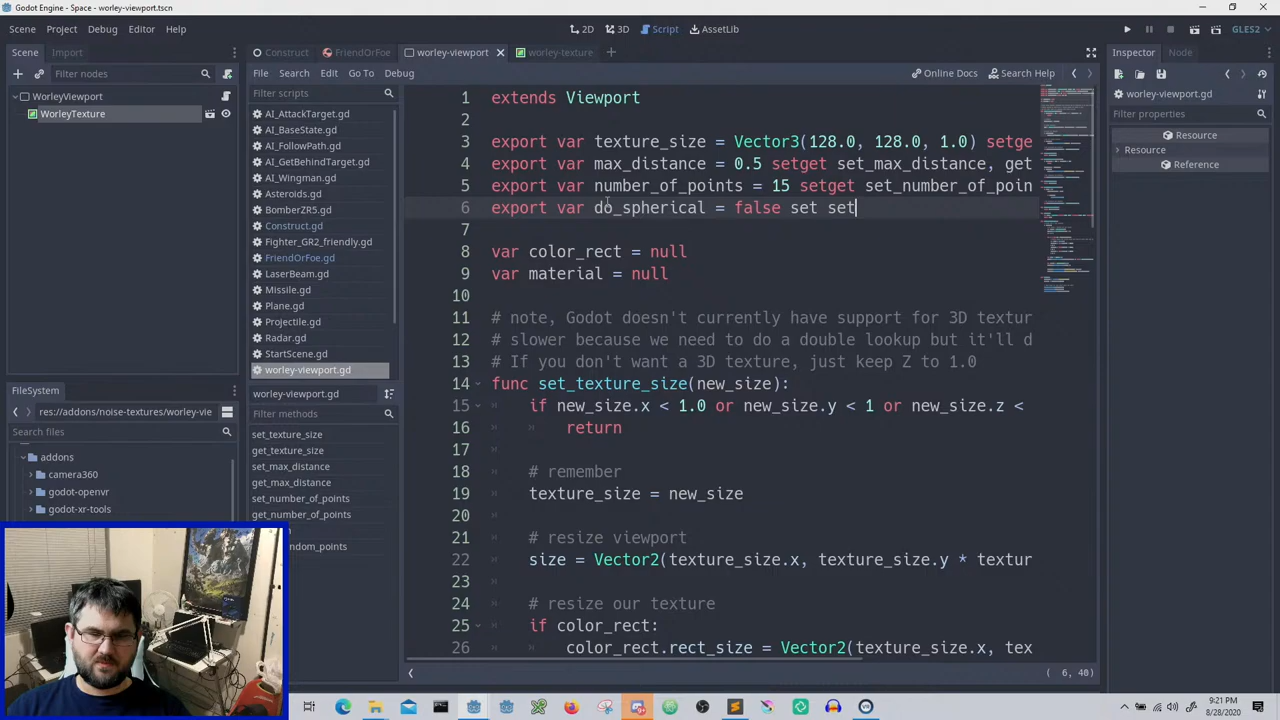 Godot Engine - Space - worley-viewport.tscn
Scene Project Debug Editor Help
2D 3D Script AssetLib
GLES2
Scene Import
Construct FriendOrFoe worley-viewport worley-texture
Inspector Node
Filter nodes
File Search Edit Go To Debug
Online Docs Search Help
WorleyViewport
WorleyTexture
Filter scripts
AI_AttackTarget.gd
AI_BaseState.gd
AI_FollowPath.gd
AI_GetBehindTarget
AI_Wingman.gd
Asteroids.gd
BomberZR5.gd
Construct.gd
Fighter_GR2_friendly.gd
FriendOrFoe.gd
LaserBeam.gd
Missile.gd
Plane.gd
Projectile.gd
Radar.gd
StartScene.gd
worley-viewport.gd
worley-viewport.gd
Filter methods
set_texture_size
get_texture_size
set_max_distance
get_max_distance
set_number_of_points
get_number_of_points
1 extends Viewport
2
3 export var
= Vector
(128.0, 128.0, 1.0) setge
4 export var
distance = 0.5
set_max_distance, get
5 export var
_of_points =
setget set_number_of_poin
6 export var
spherical =
set
7
8 var
= null
9 var material = null
10
11 # note, Godot doesn't currently have support for 3D textur
12 # slower because we need to do a double lookup but it'll d
13 # If you don't want a 3D texture, just keep Z to 1.0
14 func set_texture_size(new_size):
15 if new_size.x < 1.0 or new_size.y < 1 or new_size.z <
16 return
17
18 # remember
19 texture_size = new_size
20
21 # resize viewport
22 size = Vector2(texture_size.x, texture_size.y * textur
23
24 # resize our texture
25 if color_rect:
26 color_rect.rect_size = Vector2(texture_size.x, tex
( 6, 40)
worley-viewport.gd
Filter properties
Resource
Resource
Reference
FileSystem
res://addons/noise-textures/worley-vie
Search files
addons
camera360
godot-openvr
godot-xr-tools
9:21 PM
8/28/2020